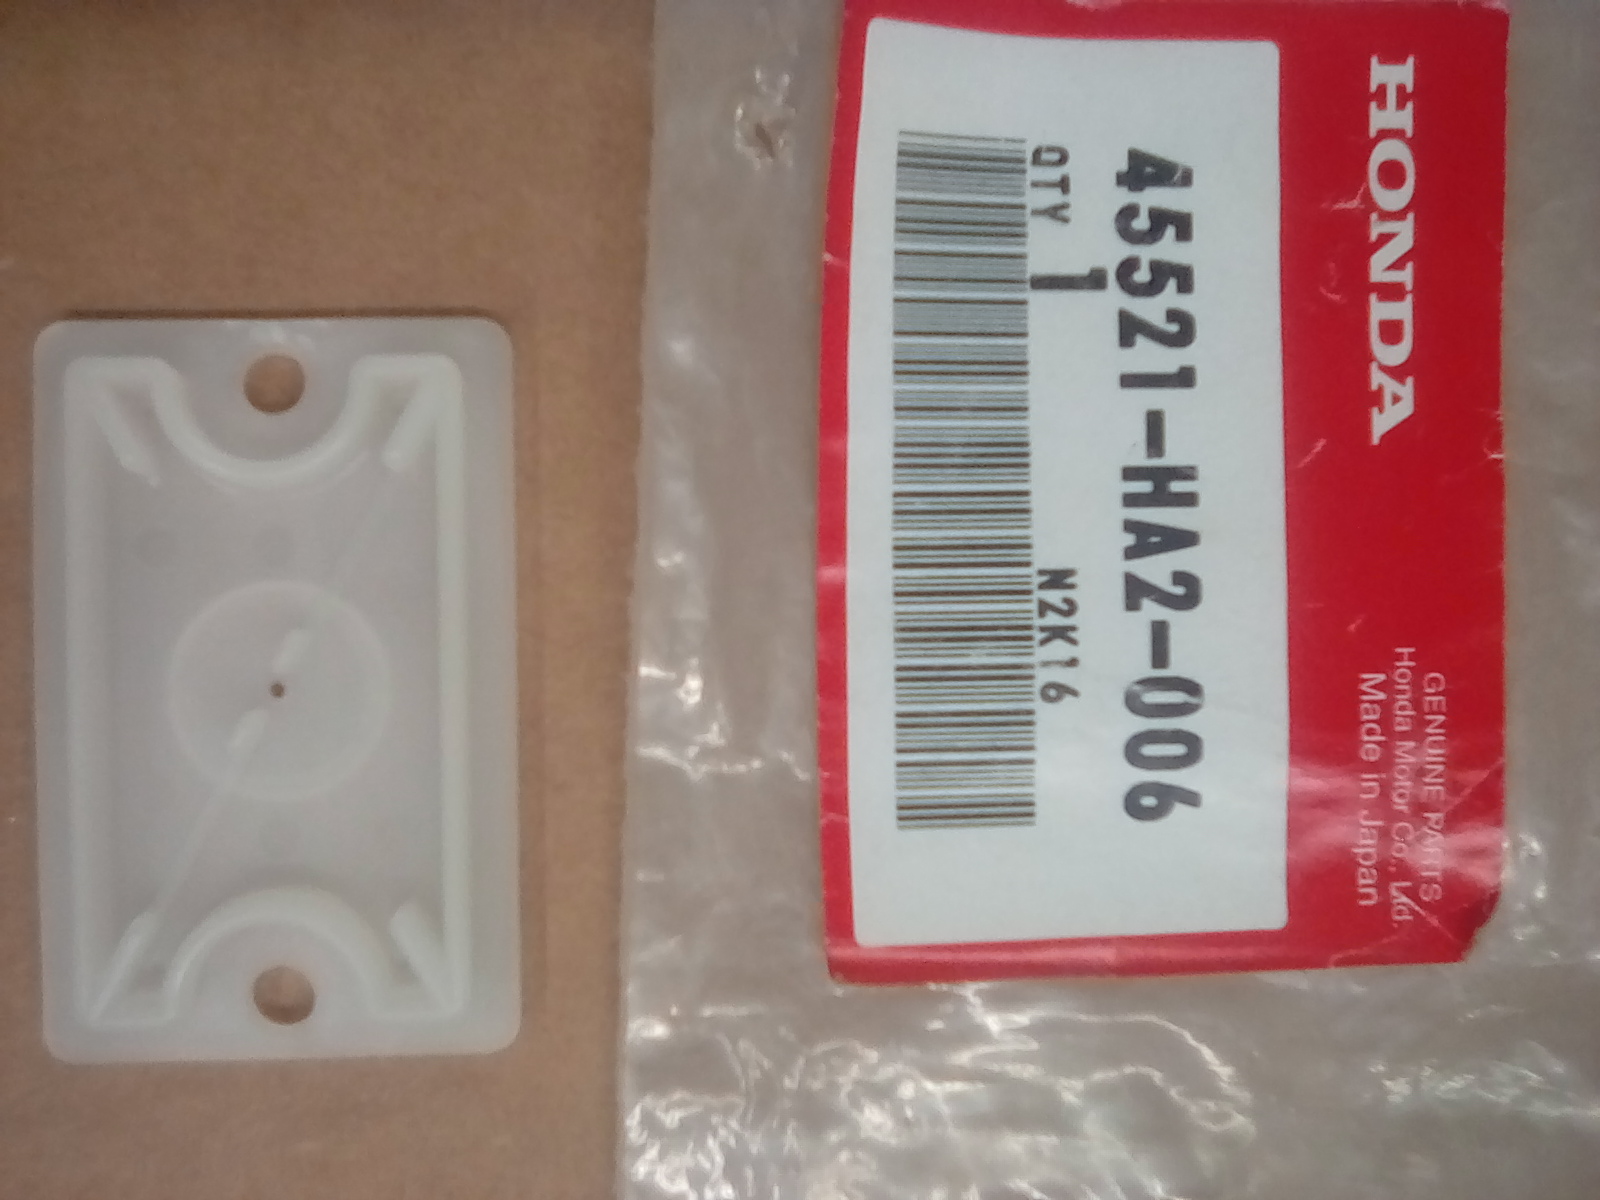 HONDA
GENUINE PARTS
Honda Motor Co., Ltd.
Made in Japan
45521-HA2-006
QTY 1 N2K16